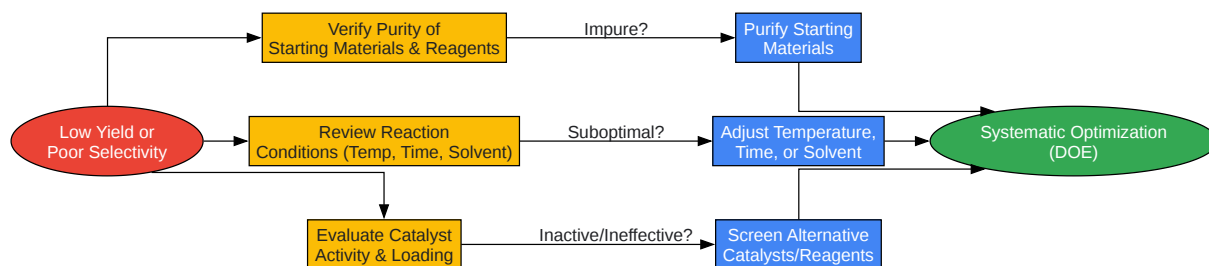 Verify Purity of
Starting Materials & Reagents
Impure?
Purify Starting
Materials
Low Yield or
Poor Selectivity
Review Reaction
Conditions (Temp, Time, Solvent)
Suboptimal?
Adjust Temperature,
Time, or Solvent
Systematic Optimization
(DOE)
Evaluate Catalyst
Activity & Loading
Inactive/Ineffective?
Screen Alternative
Catalysts/Reagents